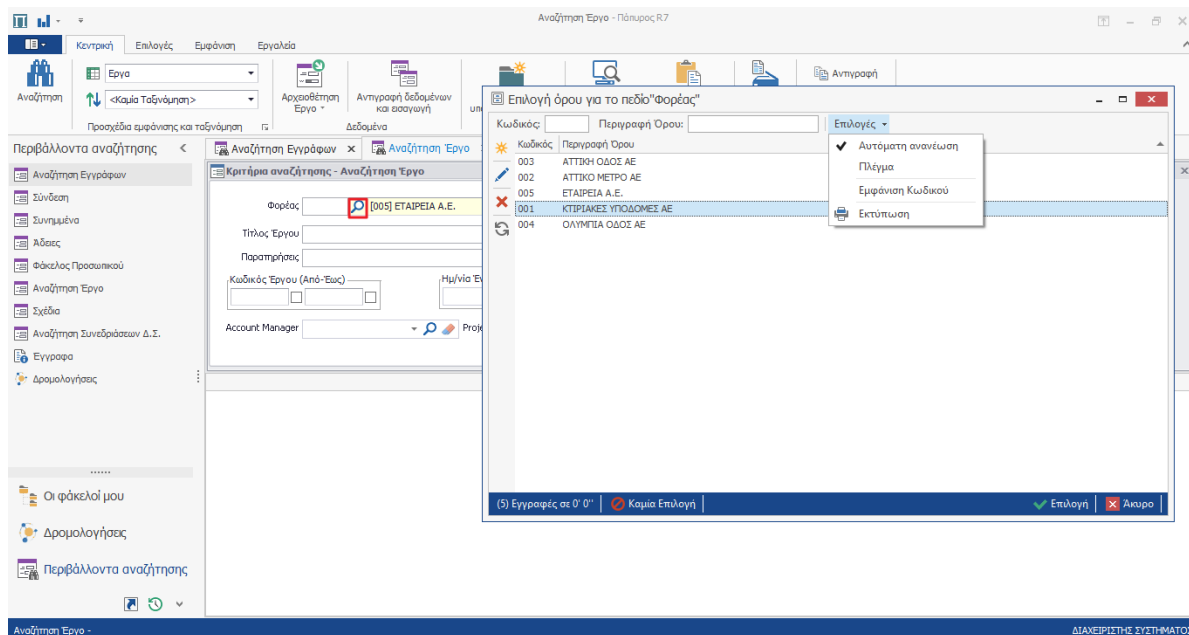 Αναζήτηση Έργο - Πάπυρος R7
Κεντρική Επιλογές Εμφάνιση Εργαλεία
Αναζήτηση
Εργα
<Καμία Ταξινόμηση>
Προσχέδια εμφάνισης και ταξινόμηση
Αρχειοθέτηση Έργο
Αντιγραφή δεδομένων και εισαγωγή
Δεδομένα
Αντιγραφή
Περιβάλλοντα αναζήτησης
Αναζήτηση Εγγράφων
Σύνδεση
Συνημμένα
Άδειες
Φάκελος Προσωπικού
Αναζήτηση Έργο
Σχέδια
Αναζήτηση Συνεδριάσεων Δ.Σ.
Έγγραφα
Δρομολογήσεις
Οι φάκελοί μου
Δρομολογήσεις
Περιβάλλοντα αναζήτησης
Αναζήτηση Εγγράφων x Αναζήτηση Έργο
Κριτήρια αναζήτησης - Αναζήτηση Έργο
Φορέας [005] ΕΤΑΙΡΕΙΑ Α.Ε.
Τίτλος Έργου
Παρατηρήσεις
Κωδικός Έργου (Από-Έως)
Ημ/νία Έν
Account Manager
Proje
Επιλογή όρου για το πεδίο"Φορέας"
Κωδικός: Περιγραφή Όρου: Επιλογές
Κωδικός Περιγραφή Όρου
003 ΑΤΤΙΚΗ ΟΔΟΣ ΑΕ
002 ΑΤΤΙΚΟ ΜΕΤΡΟ ΑΕ
005 ΕΤΑΙΡΕΙΑ Α.Ε.
001 ΚΤΙΡΙΑΚΕΣ ΥΠΟΔΟΜΕΣ ΑΕ
004 ΟΛΥΜΠΙΑ ΟΔΟΣ ΑΕ
Αυτόματη ανανέωση
Πλέγμα
Εμφάνιση Κωδικού
Εκτύπωση
(5) Εγγραφές σε 0' 0'' Καμία Επιλογή Επιλογή Άκυρο
Αναζήτηση Έργο - ΔΙΑΧΕΙΡΙΣΤΗΣ ΣΥΣΤΗΜΑΤΟΣ